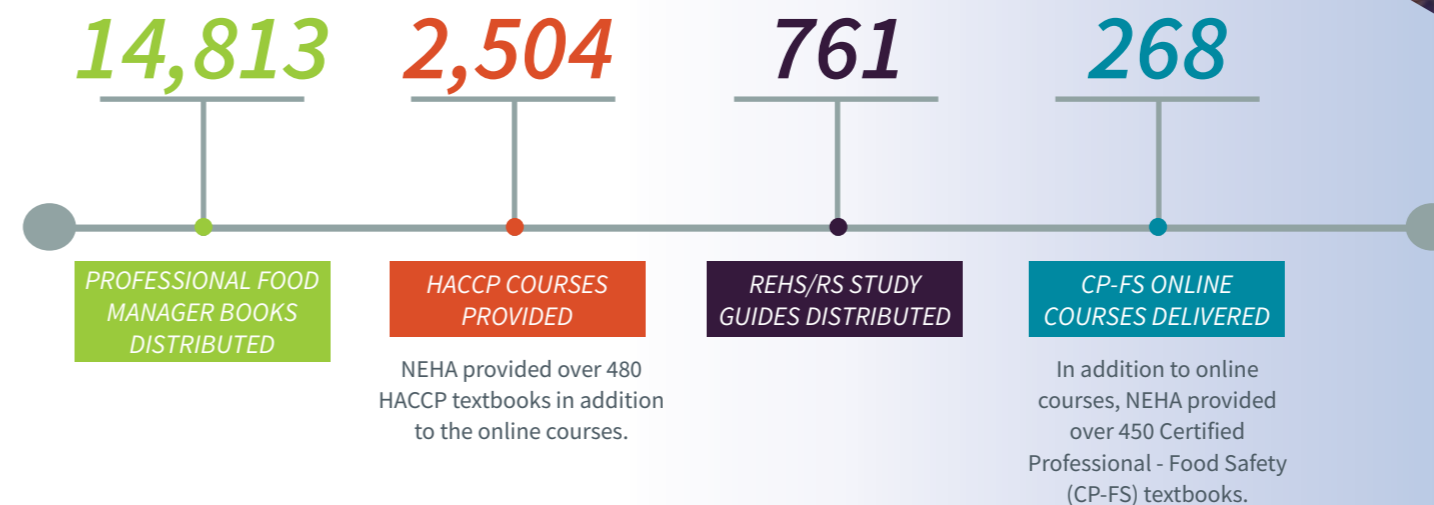 14,813
2,504
761
268
PROFESSIONAL FOOD
MANAGER BOOKS
DISTRIBUTED
HACCP COURSES
PROVIDED
NEHA provided over 480
HACCP textbooks in addition
to the online courses.
REHS/RS STUDY
GUIDES DISTRIBUTED
CP-FS ONLINE
COURSES DELIVERED
In addition to online
courses, NEHA provided
over 450 Certified
Professional - Food Safety
(CP-FS) textbooks.